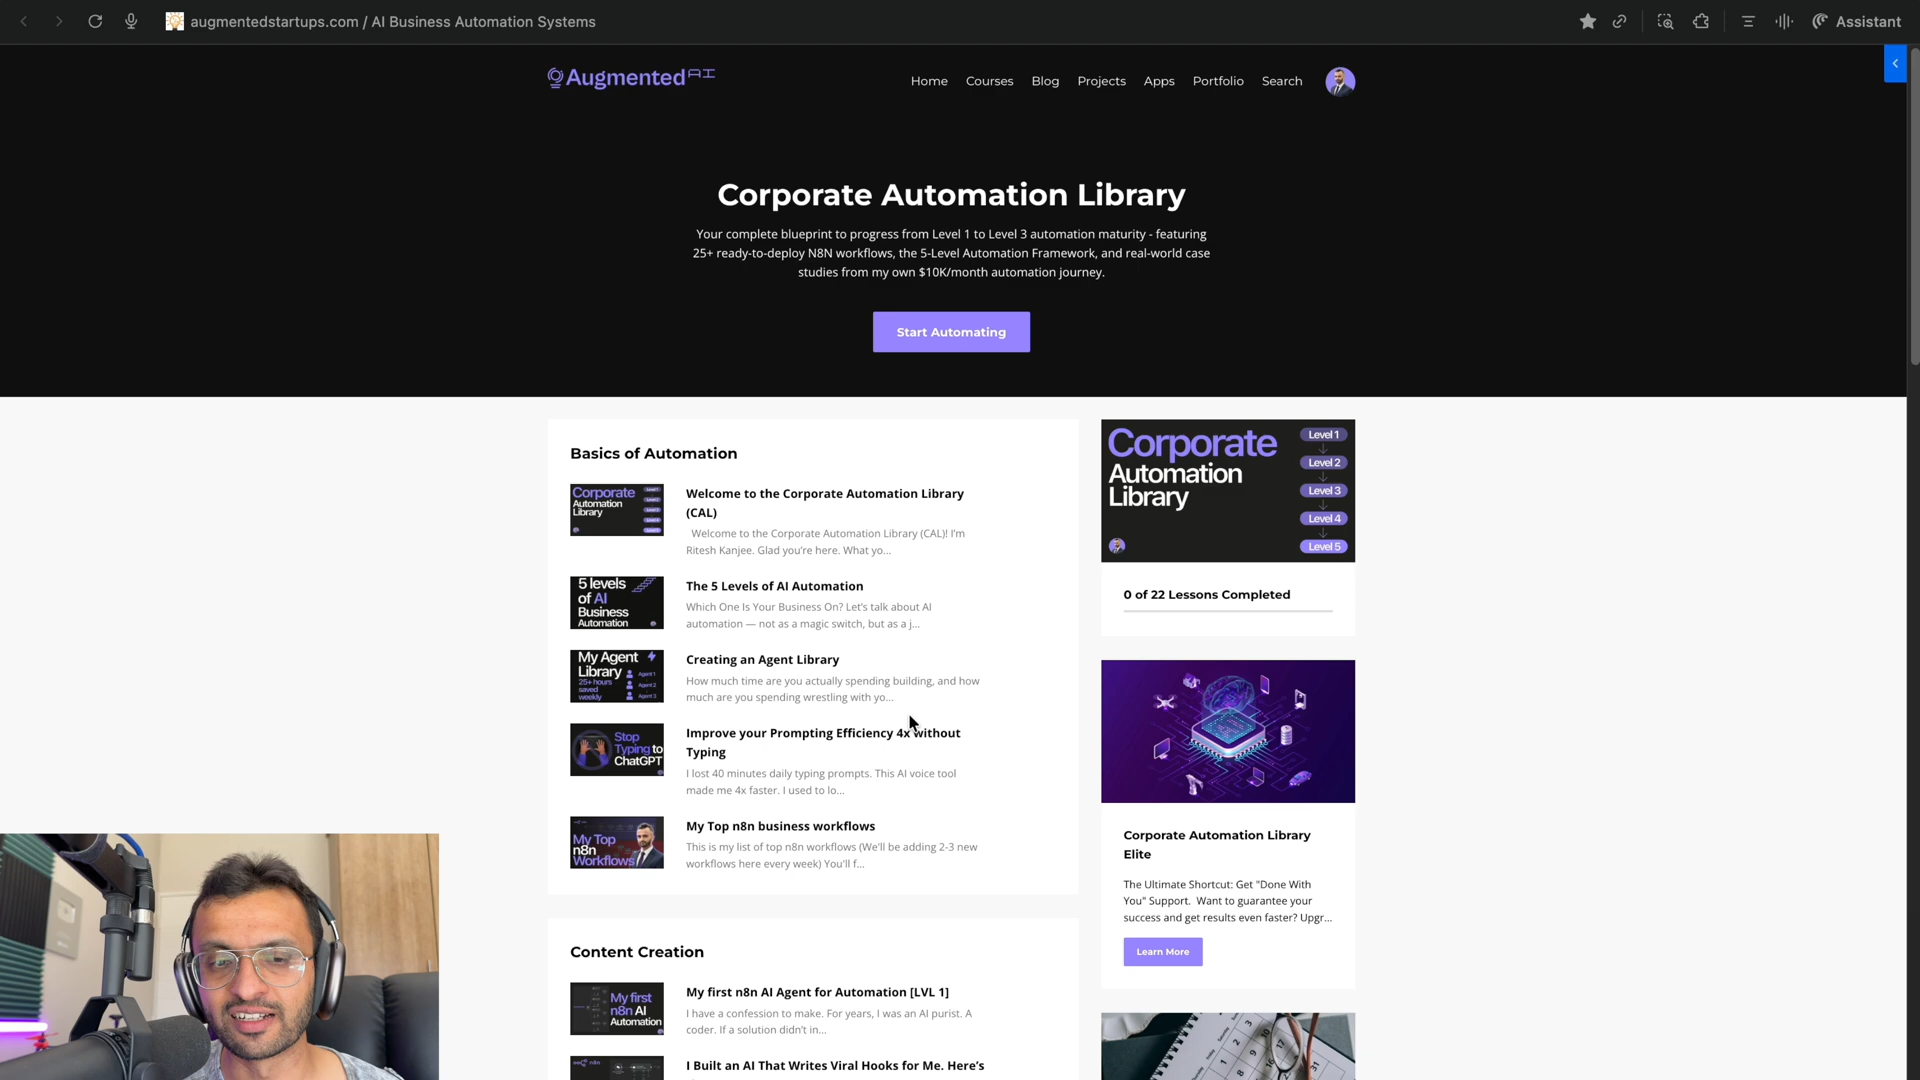 augmentedstartups.com / AI Business Automation Systems
Assistant
Augmented AI
Home
Courses
Blog
Projects
Apps
Portfolio
Search
Corporate Automation Library
Your complete blueprint to progress from Level 1 to Level 3 automation maturity - featuring
25+ ready-to-deploy N8N workflows, the 5-Level Automation Framework, and real-world case
studies from my own $10K/month automation journey.
Start Automating
Basics of Automation
Corporate
Automation
Library
Welcome to the Corporate Automation Library
(CAL)
Welcome to the Corporate Automation Library (CAL)! I'm
Ritesh Kanjee. Glad you're here. What yo...
5 levels
of AI
Business
Automation
The 5 Levels of AI Automation
Which One Is Your Business On? Let's talk about AI
automation — not as a magic switch, but as a j...
My Agent
Library
25+ hours
saved
weekly
Agent 1
Agent 2
Agent 3
Creating an Agent Library
How much time are you actually spending building, and how
much are you spending wrestling with yo...
Stop
Typing to
ChatGPT
Improve your Prompting Efficiency 4x without
Typing
I lost 40 minutes daily typing prompts. This AI voice tool
made me 4x faster. I used to lo...
My Top
n8n
Workflows
My Top n8n business workflows
This is my list of top n8n workflows (We'll be adding 2-3 new
workflows here every week) You'll f...
Content Creation
My first
n8n AI
Automation
My first n8n AI Agent for Automation [LVL 1]
I have a confession to make. For years, I was an AI purist. A
coder. If a solution didn't in...
n8n
I Built an AI That Writes Viral Hooks for Me. Here's
Corporate
Automation
Library
Level 1
Level 2
Level 3
Level 4
Level 5
0 of 22 Lessons Completed
Corporate Automation Library
Elite
The Ultimate Shortcut: Get "Done With
You" Support. Want to guarantee your
success and get results even faster? Upgr...
Learn More